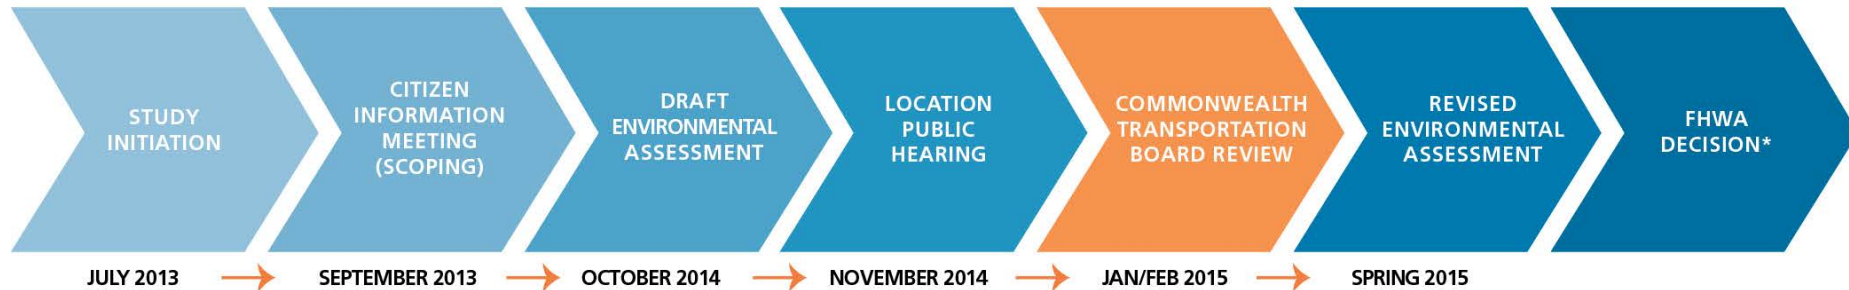 STUDY
INITIATION
CITIZEN
INFORMATION
MEETING
(SCOPING)
DRAFT
ENVIRONMENTAL
ASSESSMENT
LOCATION
PUBLIC
HEARING
COMMONWEALTH
TRANSPORTATION
BOARD REVIEW
REVISED
ENVIRONMENTAL
ASSESSMENT
FHWA
DECISION*
JULY 2013
SEPTEMBER 2013
OCTOBER 2014
NOVEMBER 2014
JAN/FEB 2015
SPRING 2015